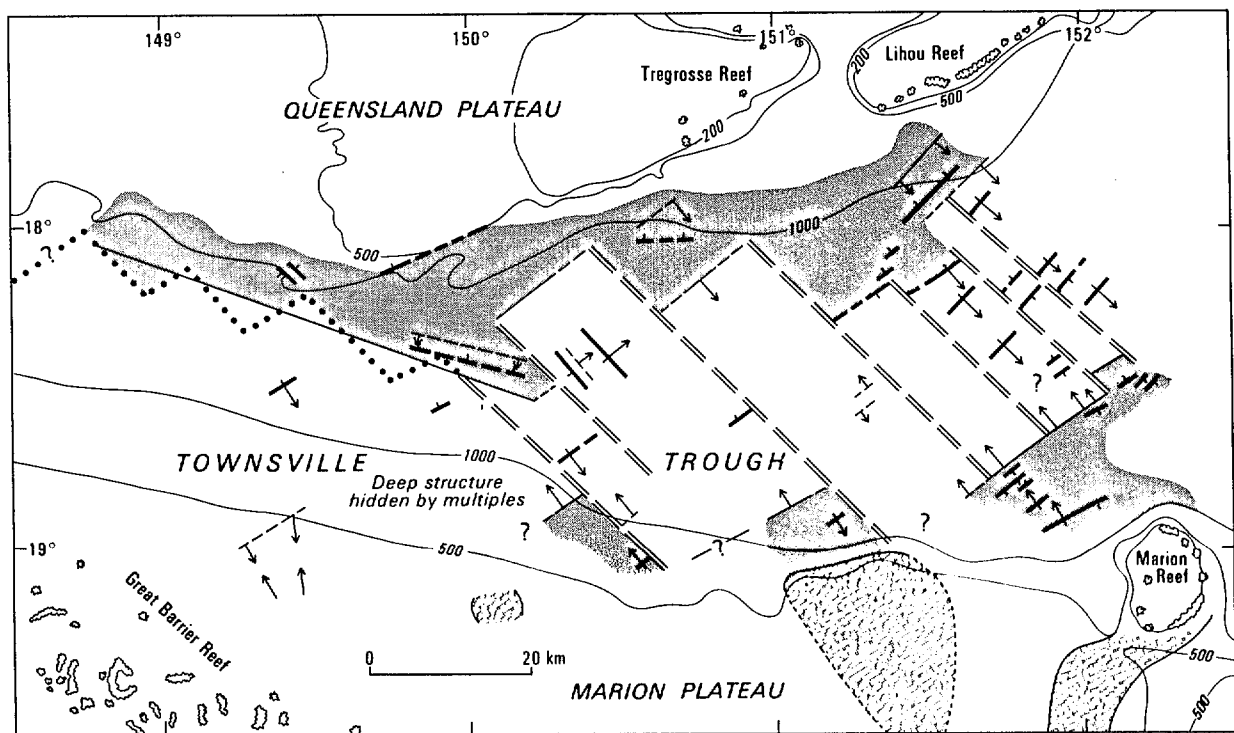 149°
150°
151°
152°
200
Lihou Reef
Tregrosse Reef
500
QUEENSLAND PLATEAU
200
18°
?
500
1000
?
TOWNSVILLE
TROUGH
1000
Deep structure
hidden by multiples
?
?
?
19°
500
Marion
Reef
Great Barrier Reef
0
20 km
500
MARION PLATEAU
500